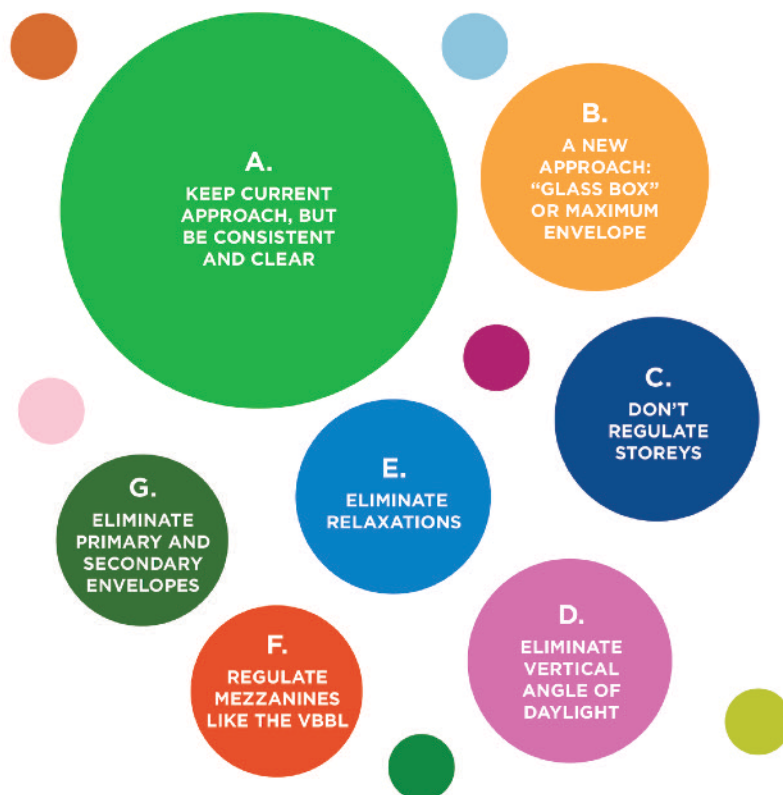 A.
KEEP CURRENT
APPROACH, BUT
BE CONSISTENT
AND CLEAR
B.
A NEW
APPROACH:
“GLASS BOX”
OR MAXIMUM
ENVELOPE
C.
DON’T
REGULATE
STOREYS
E.
ELIMINATE
RELAXATIONS
G.
ELIMINATE
PRIMARY AND
SECONDARY
ENVELOPES
F.
REGULATE
MEZZANINES
LIKE THE VBBL
D.
ELIMINATE
VERTICAL
ANGLE OF
DAYLIGHT